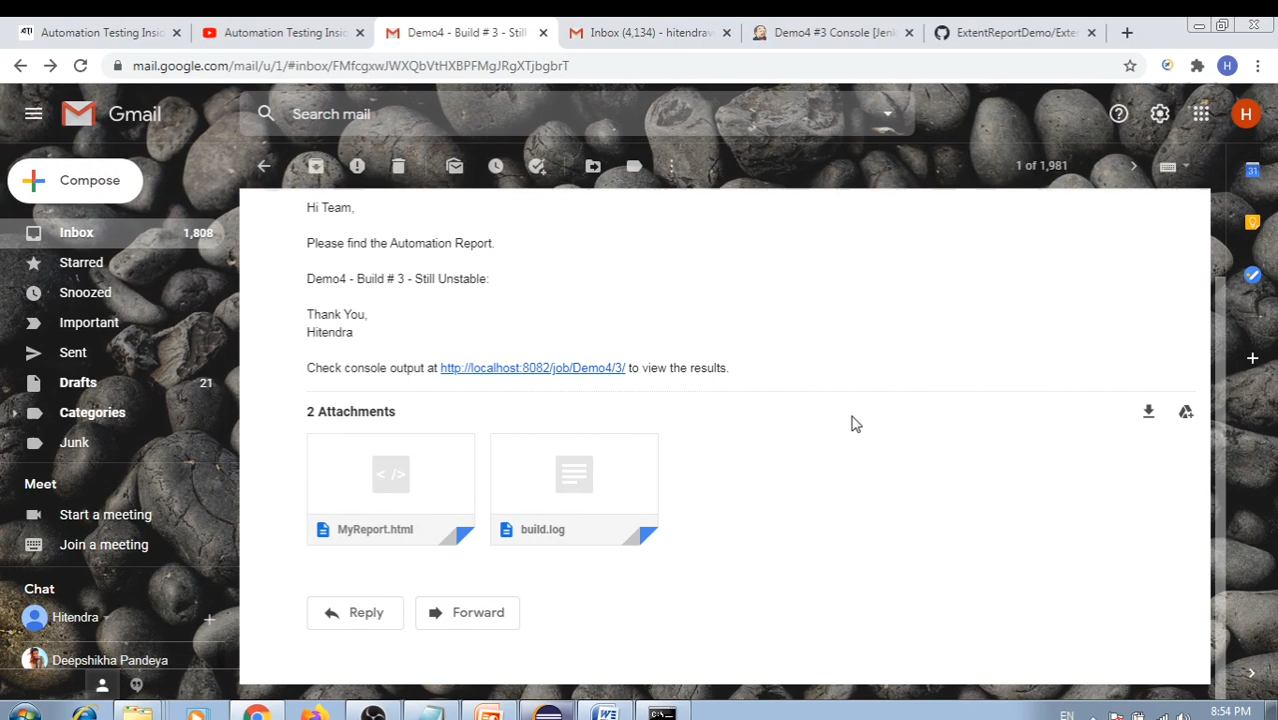 ATI Automation Testing Insi
Automation Testing Insi
Demo4 - Build # 3 - Still
Inbox (4,134) - hitendrav
Demo4 #3 Console [Jenk
ExtentReportDemo/Exte
mail.google.com/mail/u/1/#inbox/FMfcgxwJWXQbVtHXBPFMgJRgXTjbgbrT
H
Gmail
Search mail
H
Compose
1 of 1,981
31
Inbox 1,808
Starred
Snoozed
Important
Sent
Drafts 21
Categories
Junk
Meet
Start a meeting
Join a meeting
Chat
Hitendra
Deepshikha Pandeya
Hi Team,
Please find the Automation Report.
Demo4 - Build # 3 - Still Unstable:
Thank You,
Hitendra
Check console output at http://localhost:8082/job/Demo4/3/ to view the results.
2 Attachments
</>
MyReport.html
build.log
Reply
Forward
EN
8:54 PM